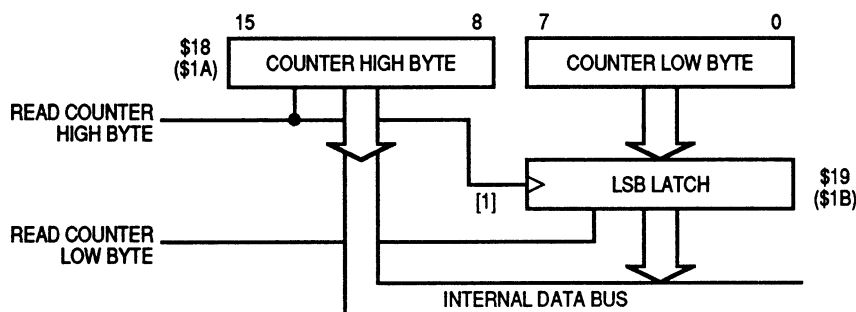 15 8 7 0
$18
($1A)
COUNTER HIGH BYTE
COUNTER LOW BYTE
READ COUNTER
HIGH BYTE
LSB LATCH
$19
($1B)
[1]
READ COUNTER
LOW BYTE
INTERNAL DATA BUS